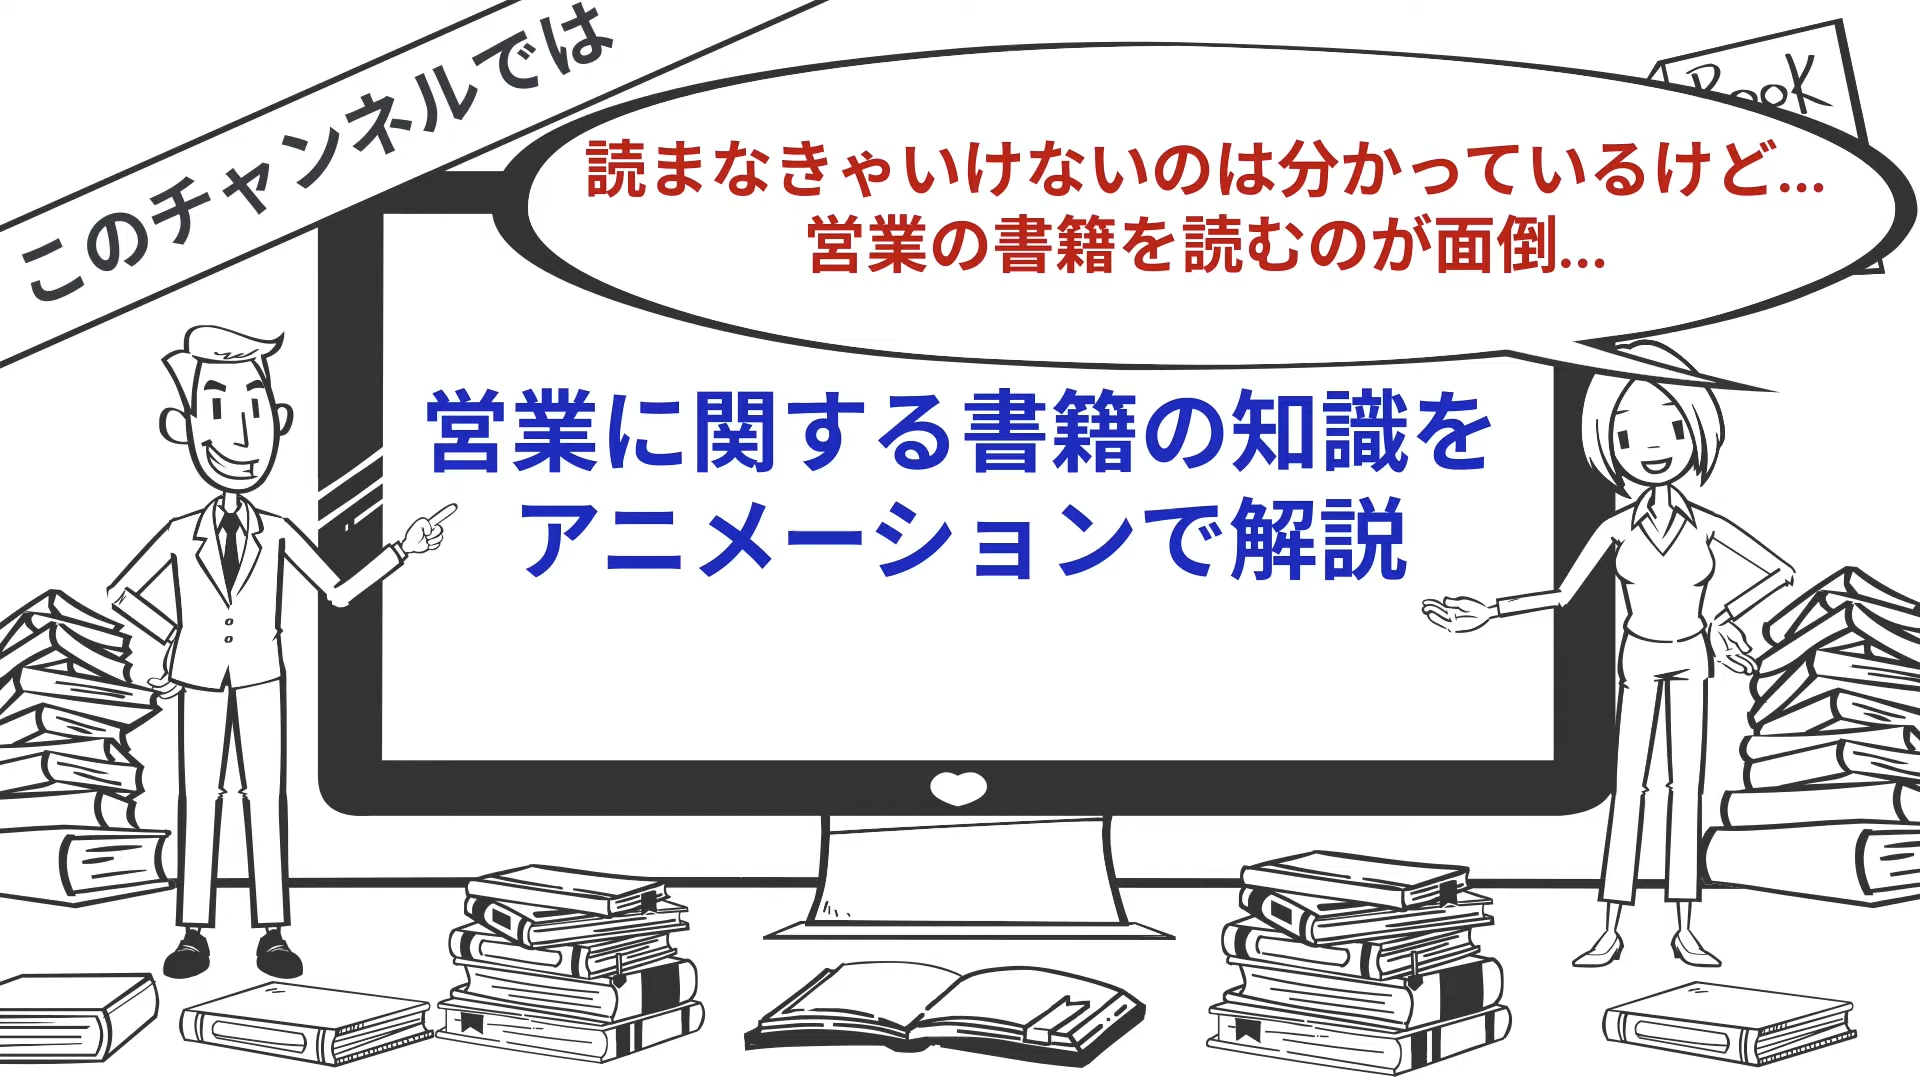 このチャンネルでは
Book
読まなきゃいけないのは分かっているけど...
営業の書籍を読むのが面倒...
営業に関する書籍の知識を
アニメーションで解説